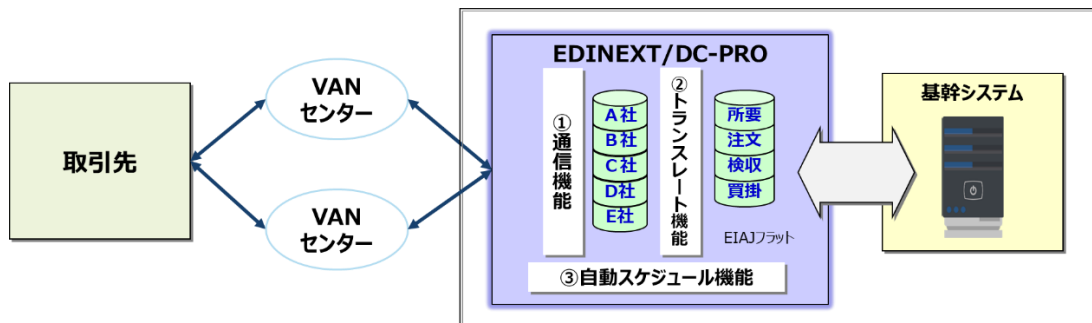 取引先
VAN
センター
VAN
センター
EDINEXT/DC-PRO
①通信機能
A社
B社
C社
D社
E社
②トランスレート機能
所要
注文
検収
買掛
EIAJフラット
③自動スケジュール機能
基幹システム